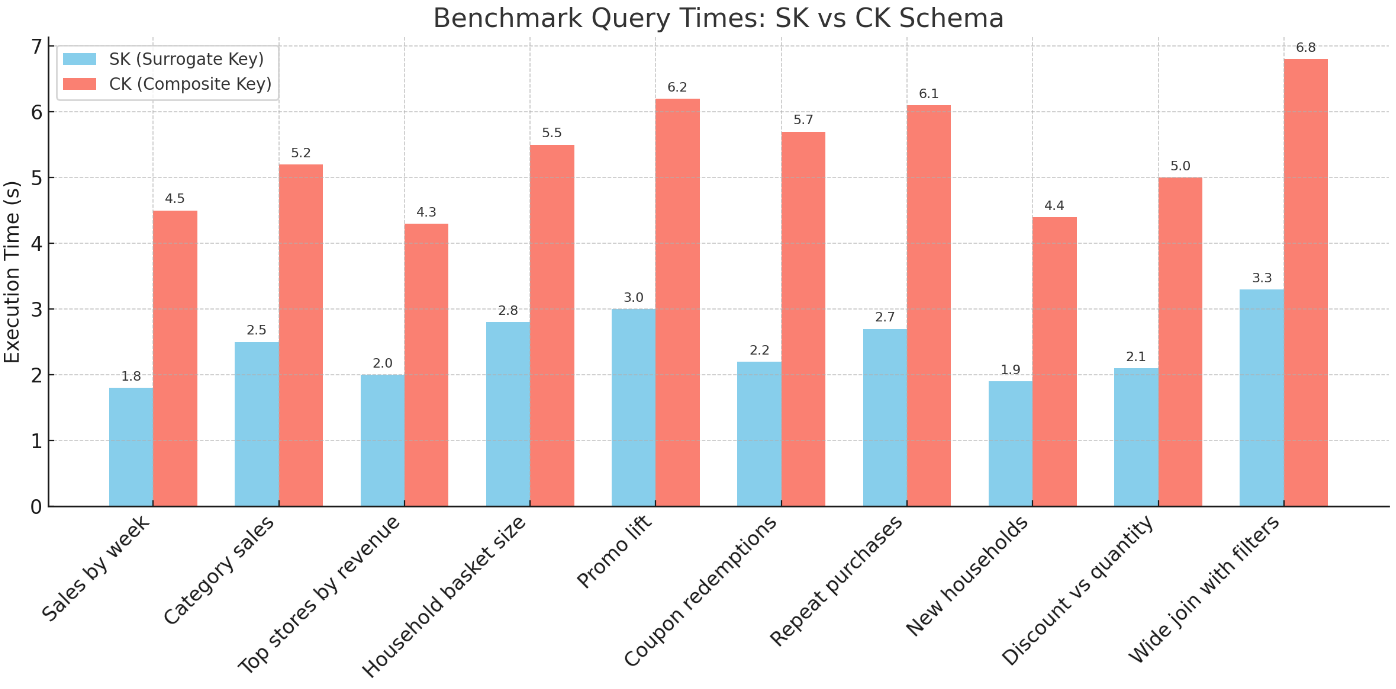 Benchmark Query Times: SK vs CK Schema
SK (Surrogate Key)
CK (Composite Key)
Execution Time (s)
7
6
5
4
3
2
1
0
1.8
4.5
2.5
5.2
2.0
4.3
2.8
5.5
3.0
6.2
2.2
5.7
2.7
6.1
1.9
4.4
2.1
5.0
3.3
6.8
Sales by week
Category sales
Top stores by revenue
Household basket size
Promo lift
Coupon redemptions
Repeat purchases
New households
Discount vs quantity
Wide join with filters